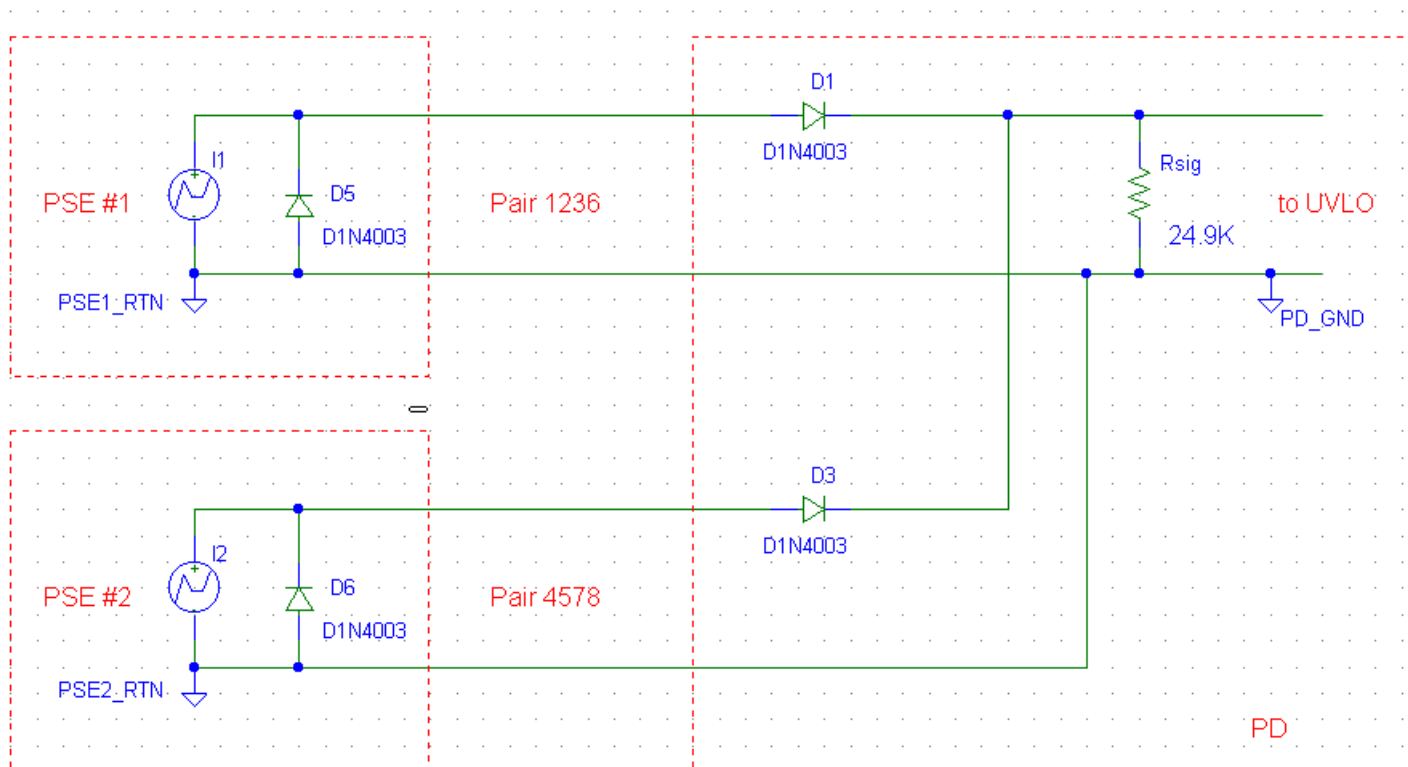 D1
D1N4003
I1
PSE #1
D5
D1N4003
Pair 1236
Rsig
24.9K
to UVLO
PSE1_RTN
PD_GND
D3
D1N4003
I2
PSE #2
D6
D1N4003
Pair 4578
PSE2_RTN
PD